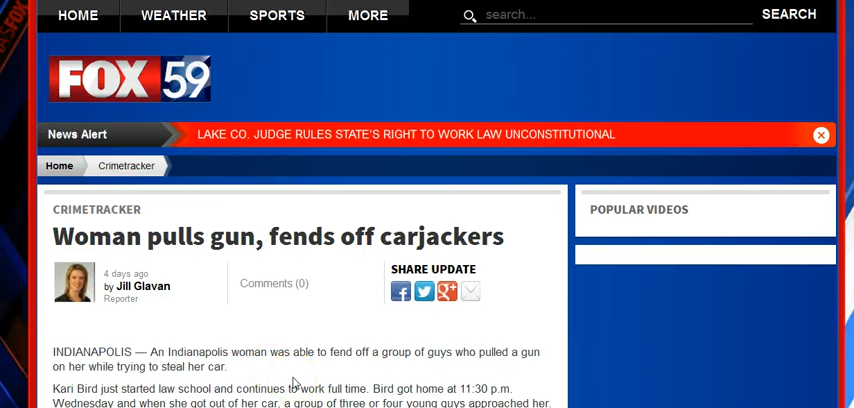 HOME WEATHER SPORTS MORE search... SEARCH
FOX 59
News Alert LAKE CO. JUDGE RULES STATE'S RIGHT TO WORK LAW UNCONSTITUTIONAL
Home Crimetracker
CRIMETRACKER
Woman pulls gun, fends off carjackers
4 days ago
by Jill Glavan
Reporter
Comments (0)
SHARE UPDATE
INDIANAPOLIS — An Indianapolis woman was able to fend off a group of guys who pulled a gun
on her while trying to steal her car.
Kari Bird just started law school and continues to work full time. Bird got home at 11:30 p.m.
Wednesday and when she got out of her car, a group of three or four young guys approached her.
POPULAR VIDEOS